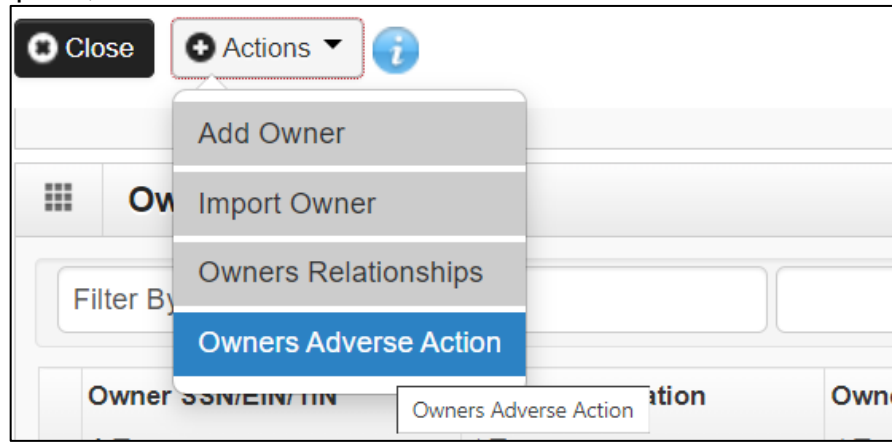 Close Actions
Add Owner
Ow
Import Owner
Owners Relationships
Filter By
Owners Adverse Action
Owner SSN/EIN/TIN ation Own
Owners Adverse Action